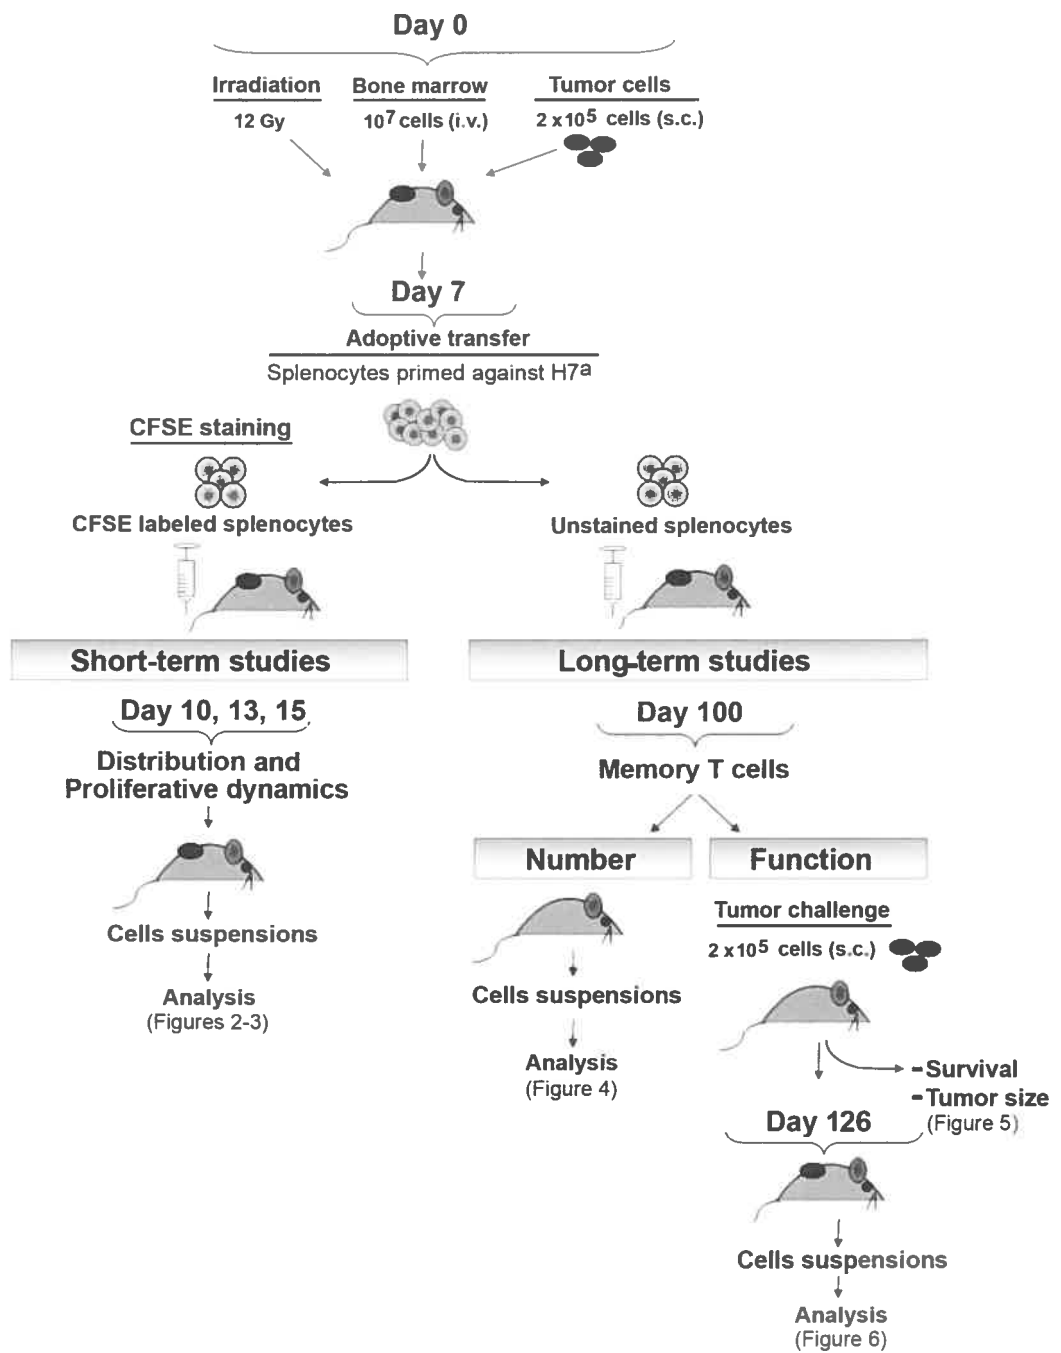 Day 0
Irradiation
12 Gy
Bone marrow
10⁷ cells (i.v.)
Tumor cells
2 x10⁵ cells (s.c.)
Day 7
Adoptive transfer
Splenocytes primed against H7ᵃ
CFSE staining
CFSE labeled splenocytes
Unstained splenocytes
Short-term studies
Long-term studies
Day 10, 13, 15
Distribution and
Proliferative dynamics
Cells suspensions
Analysis
(Figures 2-3)
Day 100
Memory T cells
Number
Function
Cells suspensions
Analysis
(Figure 4)
Tumor challenge
2 x10⁵ cells (s.c.)
-Survival
-Tumor size
(Figure 5)
Day 126
Cells suspensions
Analysis
(Figure 6)